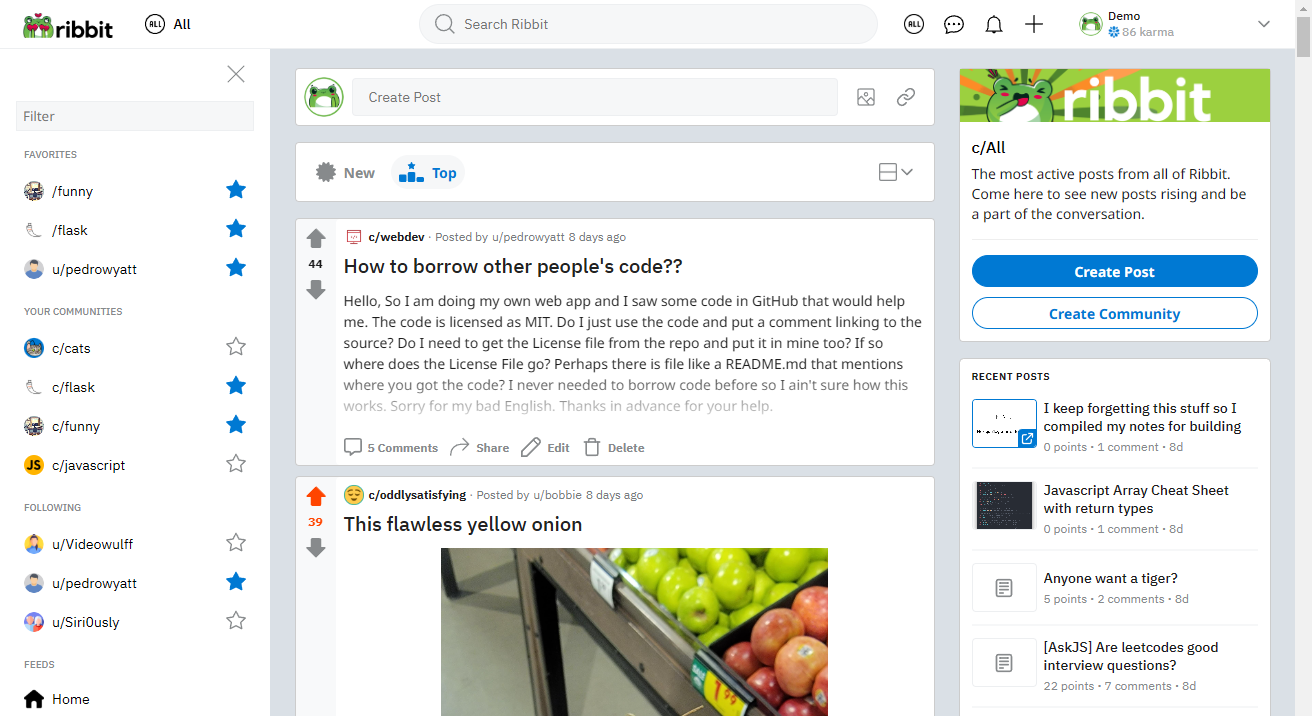 ribbit
ALL All
Search Ribbit
ALL
Demo
86 karma
Filter
FAVORITES
/funny
/flask
u/pedrowyatt
YOUR COMMUNITIES
c/cats
c/flask
c/funny
JS c/javascript
FOLLOWING
u/Videowulff
u/pedrowyatt
u/Siri0usly
FEEDS
Home
Create Post
New
Top
44
c/webdev · Posted by u/pedrowyatt 8 days ago
How to borrow other people's code??
Hello, So I am doing my own web app and I saw some code in GitHub that would help
me. The code is licensed as MIT. Do I just use the code and put a comment linking to the
source? Do I need to get the License file from the repo and put it in mine too? If so
where does the License File go? Perhaps there is file like a README.md that mentions
where you got the code? I never needed to borrow code before so I ain't sure how this
works. Sorry for my bad English. Thanks in advance for your help.
5 Comments
Share
Edit
Delete
39
c/oddlysatisfying · Posted by u/bobbie 8 days ago
This flawless yellow onion
ribbit
c/All
The most active posts from all of Ribbit.
Come here to see new posts rising and be
a part of the conversation.
Create Post
Create Community
RECENT POSTS
I keep forgetting this stuff so I
compiled my notes for building
0 points • 1 comment • 8d
Javascript Array Cheat Sheet
with return types
0 points • 1 comment • 8d
Anyone want a tiger?
5 points • 2 comments • 8d
[AskJS] Are leetcodes good
interview questions?
22 points • 7 comments • 8d